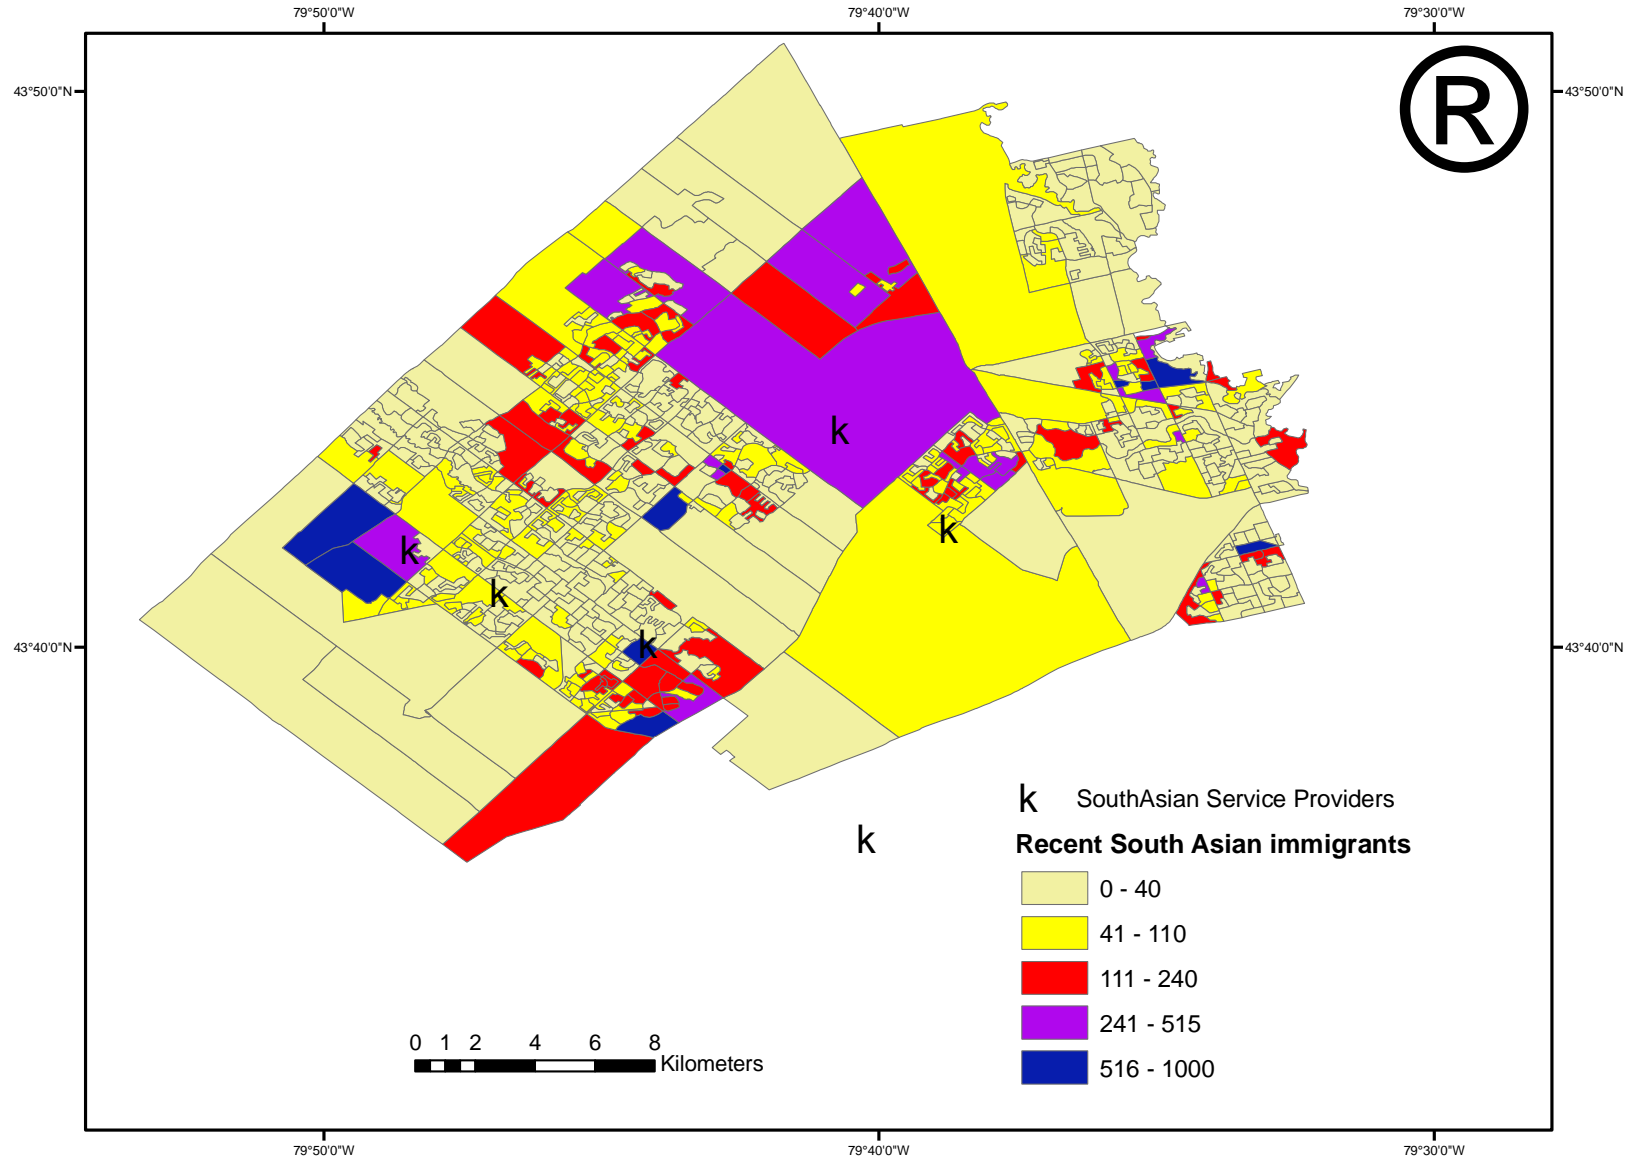 79°50'0"W 79°40'0"W 79°30'0"W
43°50'0"N 43°50'0"N
®
k
k
k
k
k
43°40'0"N 43°40'0"N
k SouthAsian Service Providers
k
Recent South Asian immigrants
0 - 40
41 - 110
111 - 240
241 - 515
516 - 1000
0 1 2 4 6 8
Kilometers
79°50'0"W 79°40'0"W 79°30'0"W